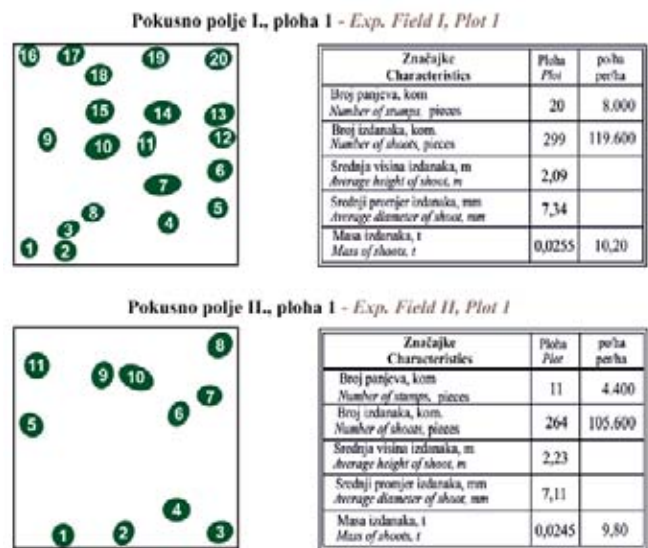 Pokusno polje I., ploha 1 - Exp. Field I, Plot 1
16 17 19 20
18
15 14 13
9 10 11 12
6
7
8 5
3 4
1 2
Značajke
Characteristics
Ploha
Plot
po/ha
per/ha
Broj panjeva, kom
Number of stumps, pieces
20
8.000
Broj izdanaka, kom.
Number of shoots, pieces
299
119.600
Srednja visina izdanaka, m
Average height of shoot, m
2,09
Srednji promjer izdanaka, mm
Average diameter of shoot, mm
7,34
Masa izdanaka, t
Mass of shoots, t
0,0255
10,20
Pokusno polje II., ploha 1 - Exp. Field II, Plot 1
8
11 9 10
7
6
5
4
1 2 3
Značajke
Characteristics
Ploha
Plot
po/ha
per/ha
Broj panjeva, kom
Number of stamps, pieces
11
4.400
Broj izdanaka, kom.
Number of shoots, pieces
264
105.600
Srednja visina izdanaka, m
Average height of shoot, m
2,23
Srednji promjer izdanaka, mm
Average diameter of shoot, mm
7,11
Masa izdanaka, t
Mass of shoots, t
0,0245
9,80